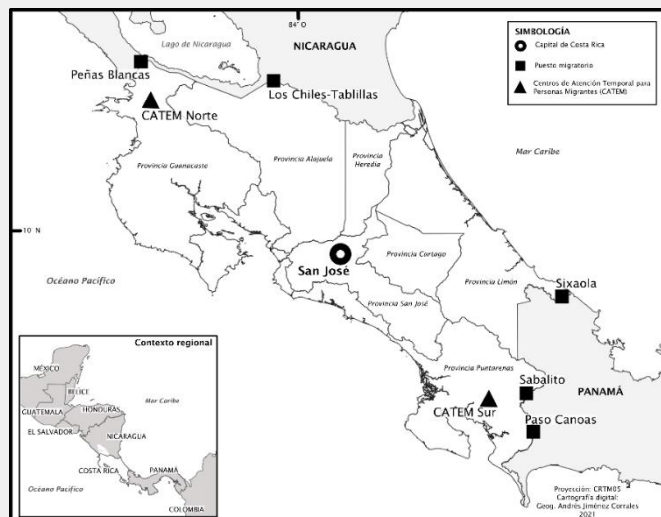 84° O
SIMBOLOGÍA
Capital de Costa Rica
Puesto migratorio
Centros de Atención Temporal para
Personas Migrantes (CATEM)
Lago de Nicaragua
NICARAGUA
Peñas Blancas
Los Chiles-Tablillas
CATEM Norte
Mar Caribe
Provincia Guanacaste
Provincia Alajuela
Provincia
Heredia
10 N
Provincia Cartago
San José
Océano Pacífico
Provincia Limón
Sixaola
Provincia San José
Provincia Puntarenas
Sabalito
PANAMÁ
CATEM Sur
Paso Canoas
Contexto regional
MÉXICO
BELICE
Mar Caribe
GUATEMALA
HONDURAS
EL SALVADOR
NICARAGUA
COSTA RICA
PANAMÁ
Océano Pacífico
COLOMBIA
Proyección: CRTM05
Cartografía digital:
Geog. Andrés Jiménez Corrales
2021